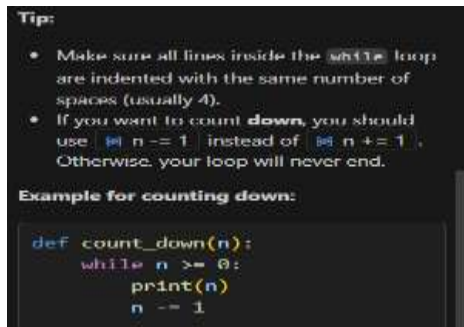 Tip:
• Make sure all lines inside the while loop
are indented with the same number of
spaces (usually 4).
• If you want to count down, you should
use n -= 1 instead of n += 1 .
Otherwise, your loop will never end.
Example for counting down:
def count_down(n):
    while n >= 0:
        print(n)
        n -= 1